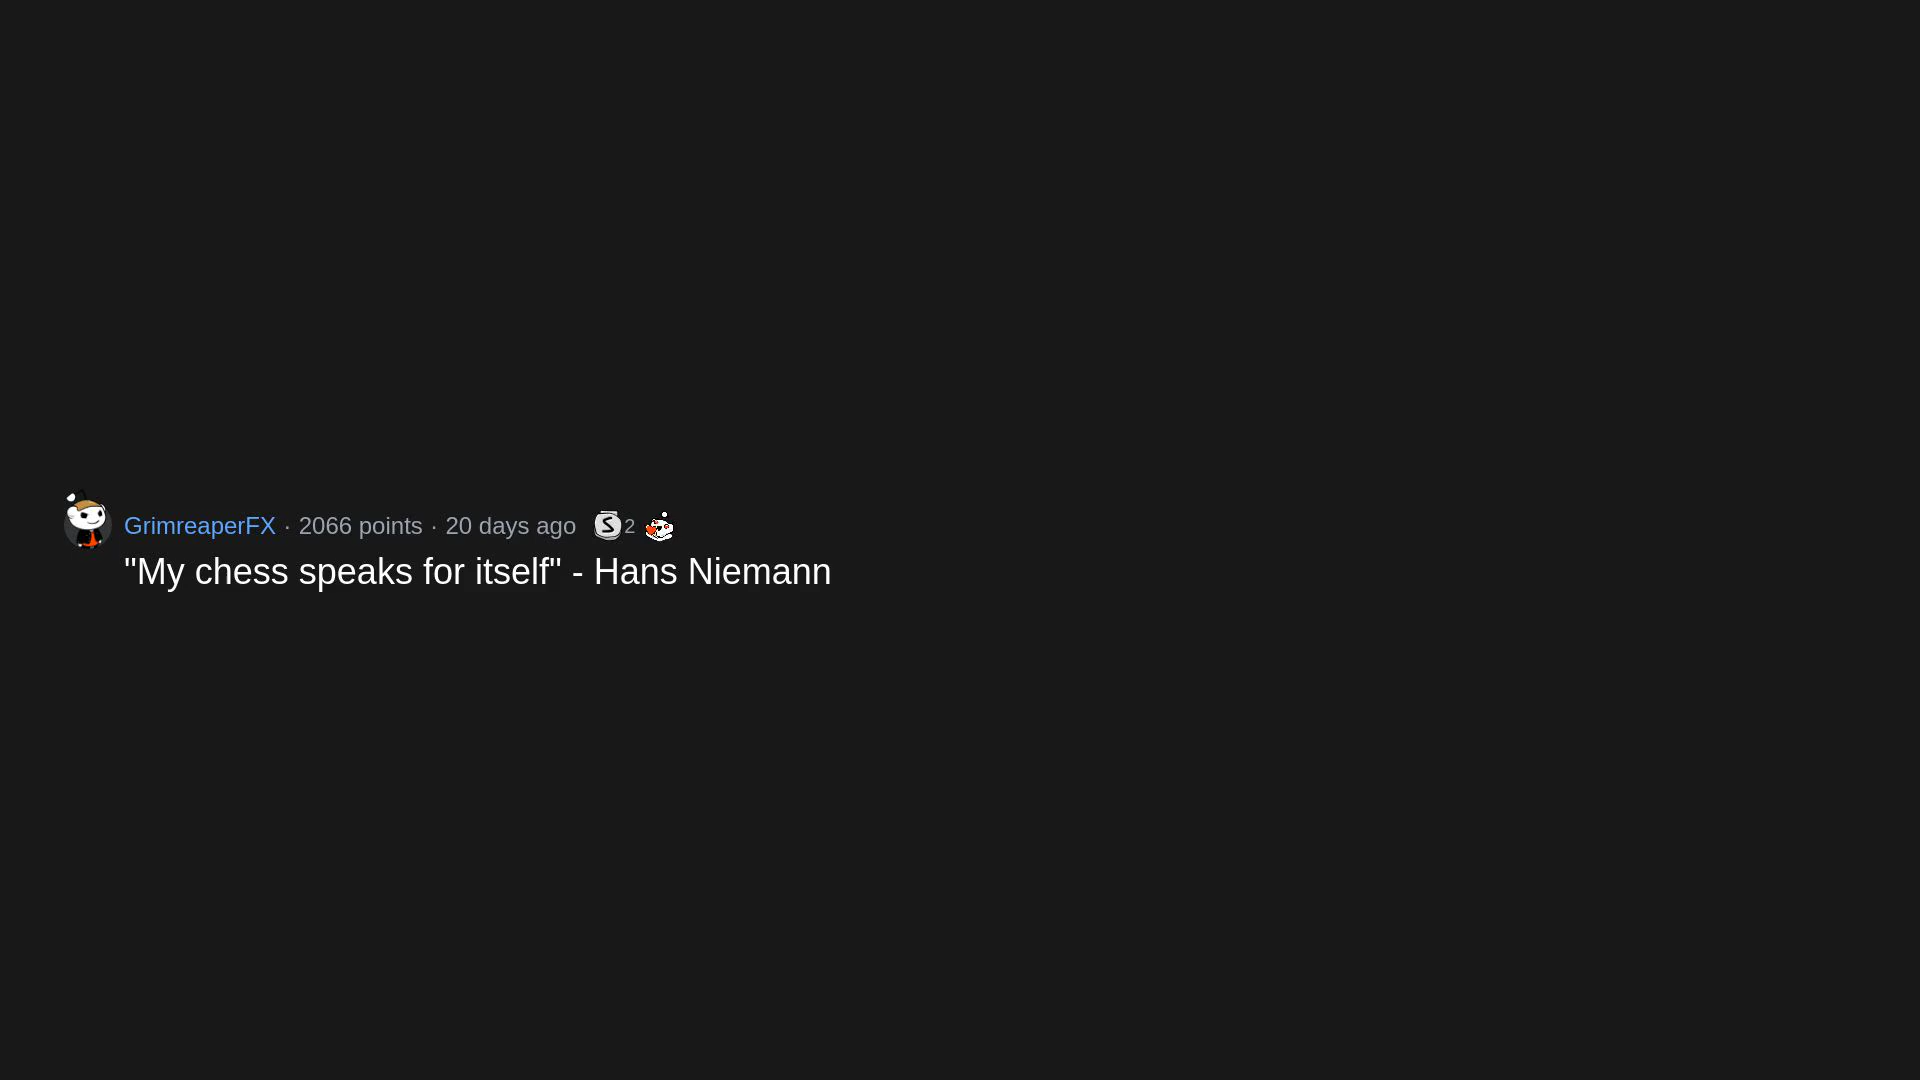 GrimreaperFX · 2066 points · 20 days ago S 2
"My chess speaks for itself" - Hans Niemann